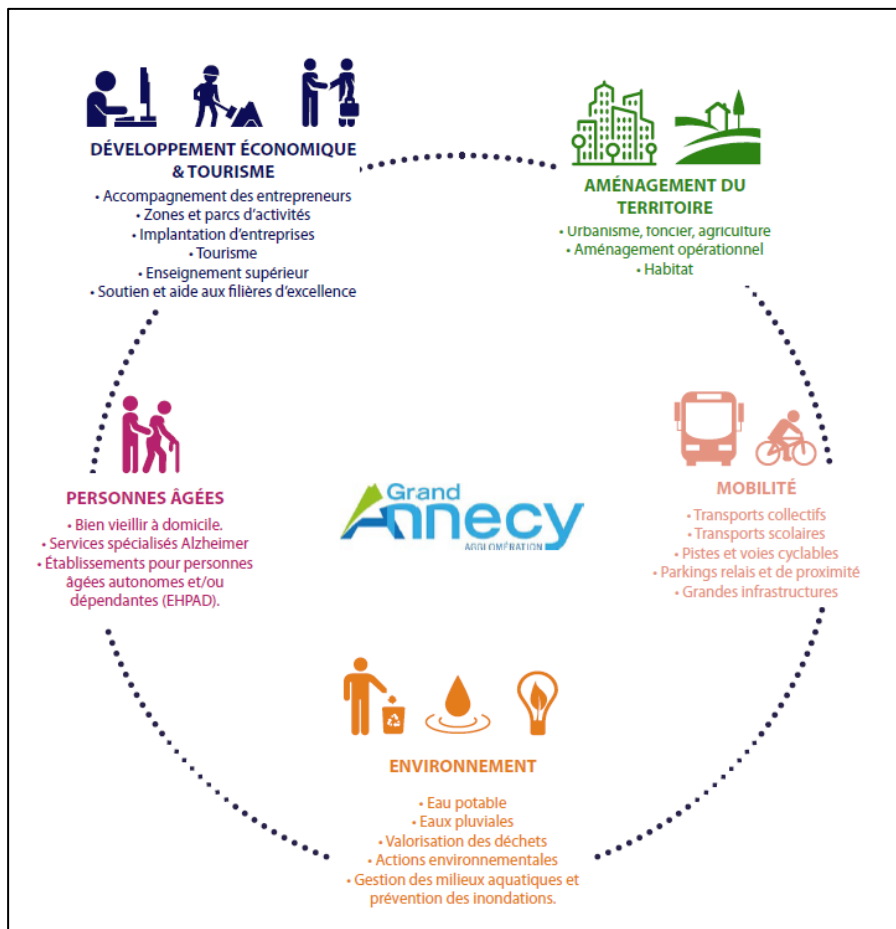 DÉVELOPPEMENT ÉCONOMIQUE
& TOURISME
• Accompagnement des entrepreneurs
• Zones et parcs d'activités
• Implantation d'entreprises
• Tourisme
• Enseignement supérieur
• Soutien et aide aux filières d'excellence
AMÉNAGEMENT DU
TERRITOIRE
• Urbanisme, foncier, agriculture
• Aménagement opérationnel
• Habitat
PERSONNES ÂGÉES
• Bien vieillir à domicile.
• Services spécialisés Alzheimer
• Établissements pour personnes
âgées autonomes et/ou
dépendantes (EHPAD).
Grand
Annecy
AGGLOMÉRATION
MOBILITÉ
• Transports collectifs
• Transports scolaires
• Pistes et voies cyclables
• Parkings relais et de proximité
• Grandes infrastructures
ENVIRONNEMENT
• Eau potable
• Eaux pluviales
• Valorisation des déchets
• Actions environnementales
• Gestion des milieux aquatiques et
prévention des inondations.